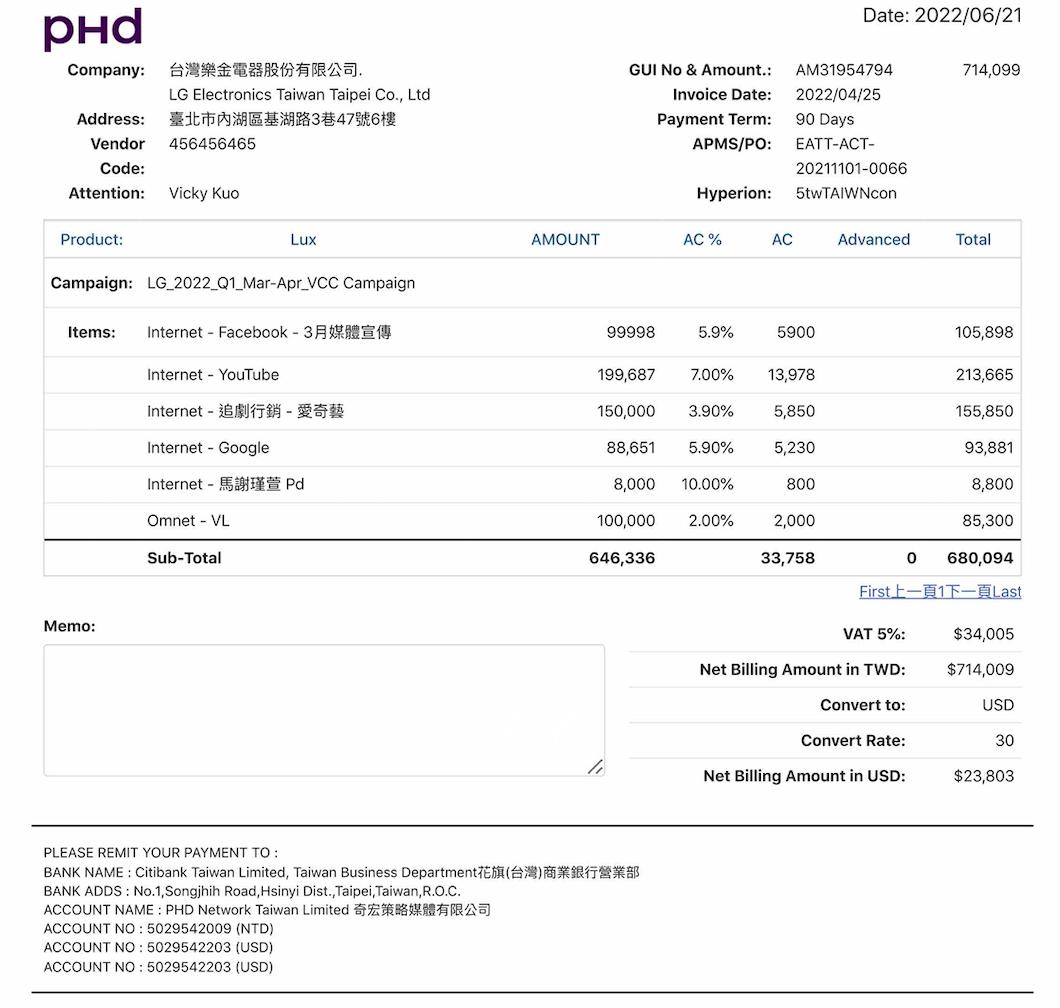 phd
Date: 2022/06/21
Company: 台灣樂金電器股份有限公司.
LG Electronics Taiwan Taipei Co., Ltd
Address: 臺北市內湖區基湖路3巷47號6樓
Vendor Code: 456456465
Attention: Vicky Kuo
GUI No & Amount.: AM31954794 714,099
Invoice Date: 2022/04/25
Payment Term: 90 Days
APMS/PO: EATT-ACT-
20211101-0066
Hyperion: 5twTAIWNcon
Product: Lux AMOUNT AC % AC Advanced Total
Campaign: LG_2022_Q1_Mar-Apr_VCC Campaign
Items: Internet - Facebook - 3月媒體宣傳 99998 5.9% 5900 105,898
Internet - YouTube 199,687 7.00% 13,978 213,665
Internet - 追劇行銷 - 愛奇藝 150,000 3.90% 5,850 155,850
Internet - Google 88,651 5.90% 5,230 93,881
Internet - 馬謝瑾萱 Pd 8,000 10.00% 800 8,800
Omnet - VL 100,000 2.00% 2,000 85,300
Sub-Total 646,336 33,758 0 680,094
First上一頁1下一頁Last
Memo:
VAT 5%: $34,005
Net Billing Amount in TWD: $714,009
Convert to: USD
Convert Rate: 30
Net Billing Amount in USD: $23,803
PLEASE REMIT YOUR PAYMENT TO :
BANK NAME : Citibank Taiwan Limited, Taiwan Business Department花旗(台灣)商業銀行營業部
BANK ADDS : No.1,Songjhih Road,Hsinyi Dist.,Taipei,Taiwan,R.O.C.
ACCOUNT NAME : PHD Network Taiwan Limited 奇宏策略媒體有限公司
ACCOUNT NO : 5029542009 (NTD)
ACCOUNT NO : 5029542203 (USD)
ACCOUNT NO : 5029542203 (USD)